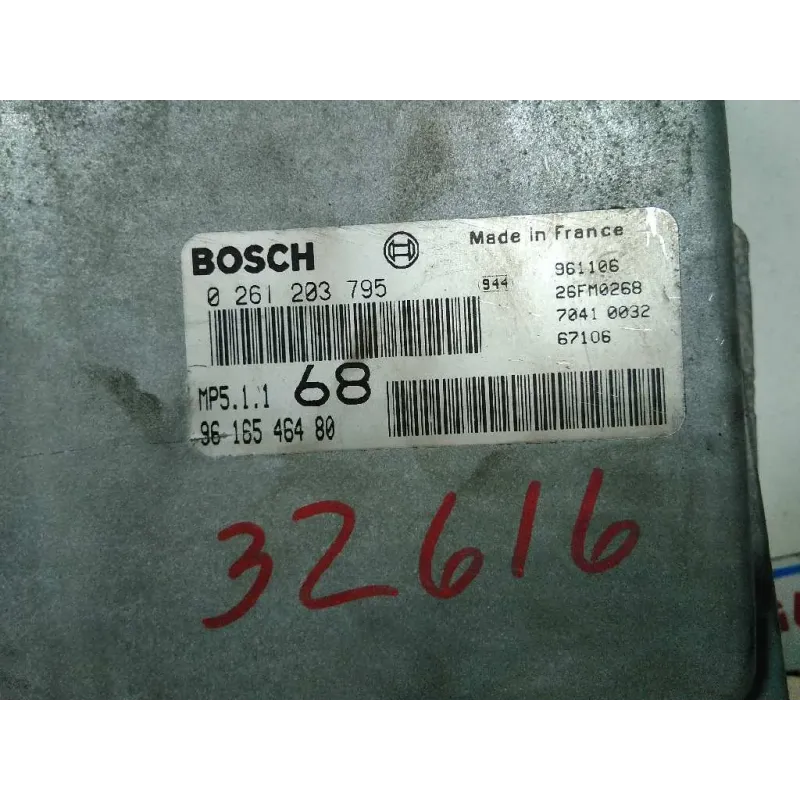 BOSCH Made in France
0 261 203 795 944 961106
26FM0268
7041 0032
67106
MP5.1.1 68
96 165 464 80
32616